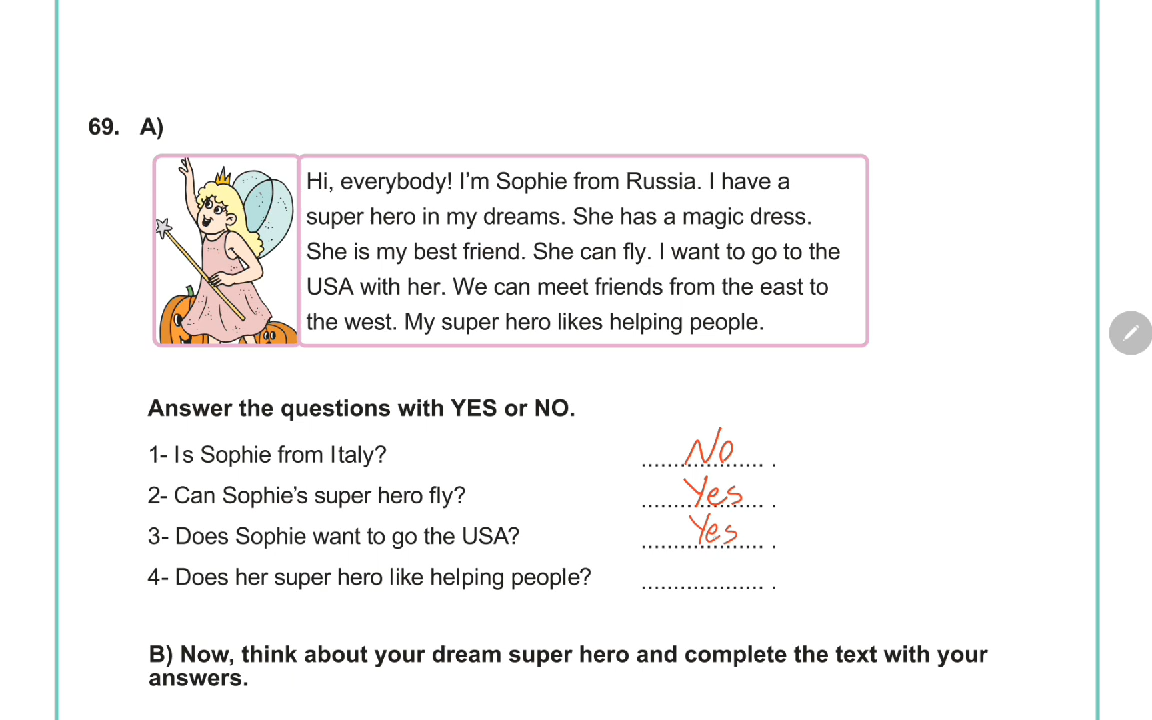 69. A)
Hi, everybody! I'm Sophie from Russia. I have a
super hero in my dreams. She has a magic dress.
She is my best friend. She can fly. I want to go to the
USA with her. We can meet friends from the east to
the west. My super hero likes helping people.
Answer the questions with YES or NO.
1- Is Sophie from Italy? No .
2- Can Sophie's super hero fly? Yes .
3- Does Sophie want to go the USA? Yes .
4- Does her super hero like helping people? .................... .
B) Now, think about your dream super hero and complete the text with your
answers.